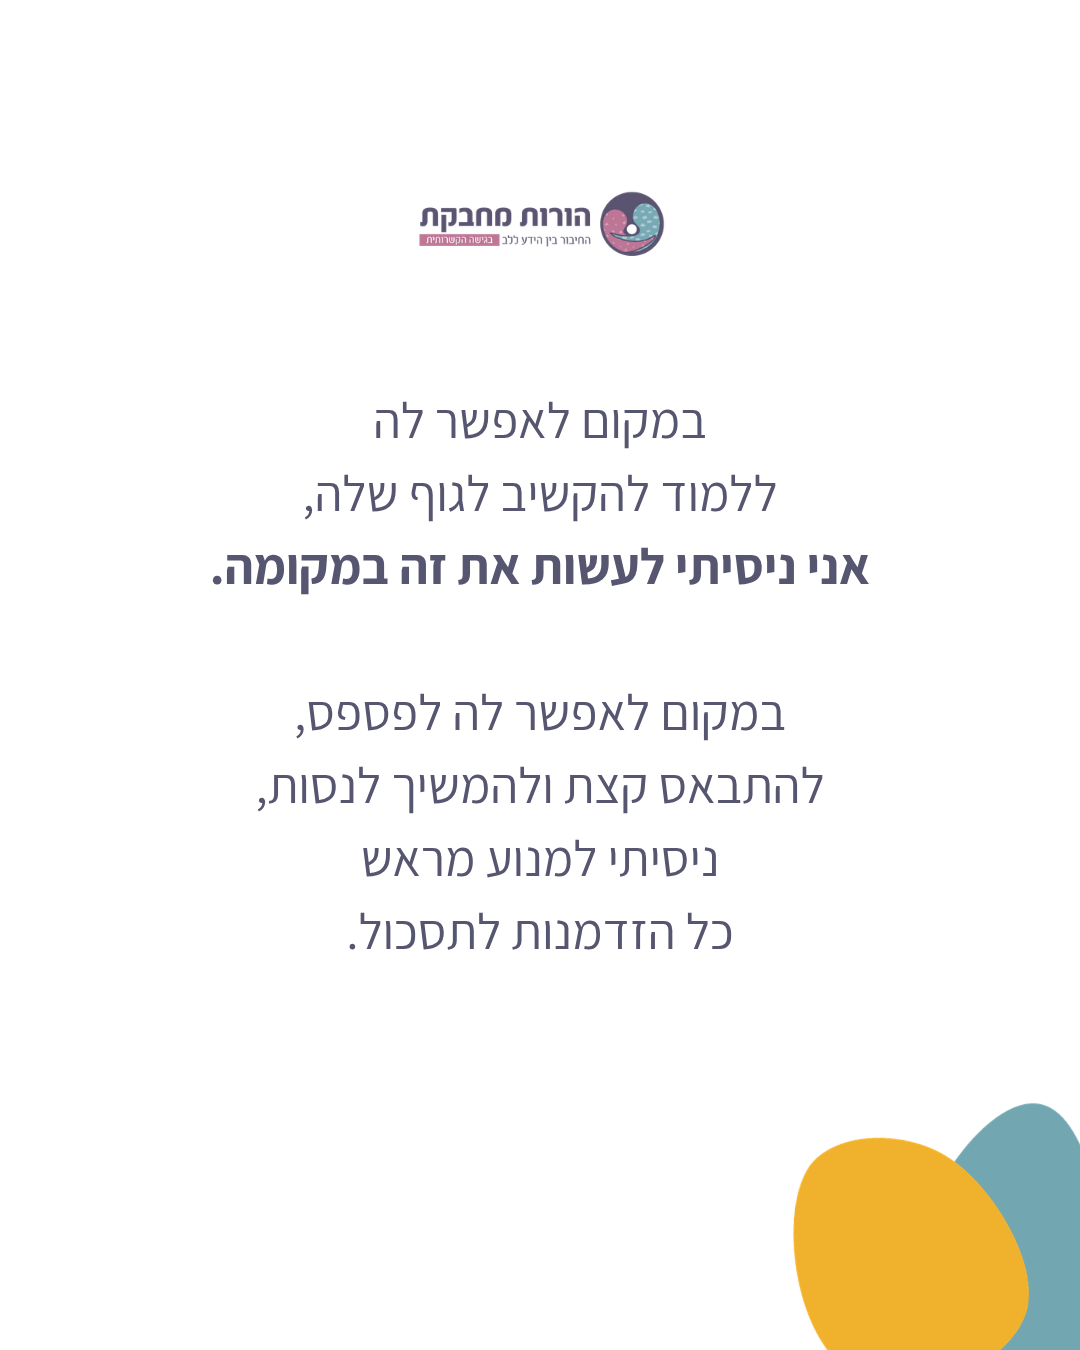 הורות מחבקת
החיבור בין הידע ללב בגישה הקשרותית
במקום לאפשר לה
ללמוד להקשיב לגוף שלה,
אני ניסיתי לעשות את זה במקומה.
במקום לאפשר לה לפספס,
להתבאס קצת ולהמשיך לנסות,
ניסיתי למנוע מראש
כל הזדמנות לתסכול.